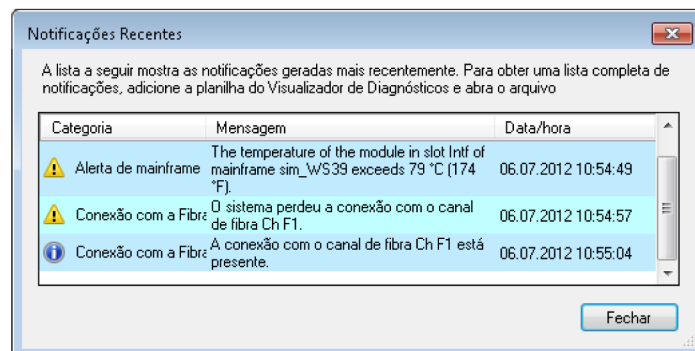 Notificações Recentes
A lista a seguir mostra as notificações geradas mais recentemente. Para obter uma lista completa de
notificações, adicione a planilha do Visualizador de Diagnósticos e abra o arquivo
Categoria Mensagem Data/hora
Alerta de mainframe The temperature of the module in slot Intf of mainframe sim_WS39 exceeds 79 °C (174 °F). 06.07.2012 10:54:49
Conexão com a Fibra O sistema perdeu a conexão com o canal de fibra Ch F1. 06.07.2012 10:54:57
Conexão com a Fibra A conexão com o canal de fibra Ch F1 está presente. 06.07.2012 10:55:04
Fechar